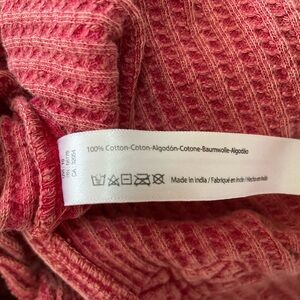 100% Cotton-Coton-Algodón-Cotone-Baumwolle-Algodão
Made in India / Fabriqué en Inde / Hecho en India